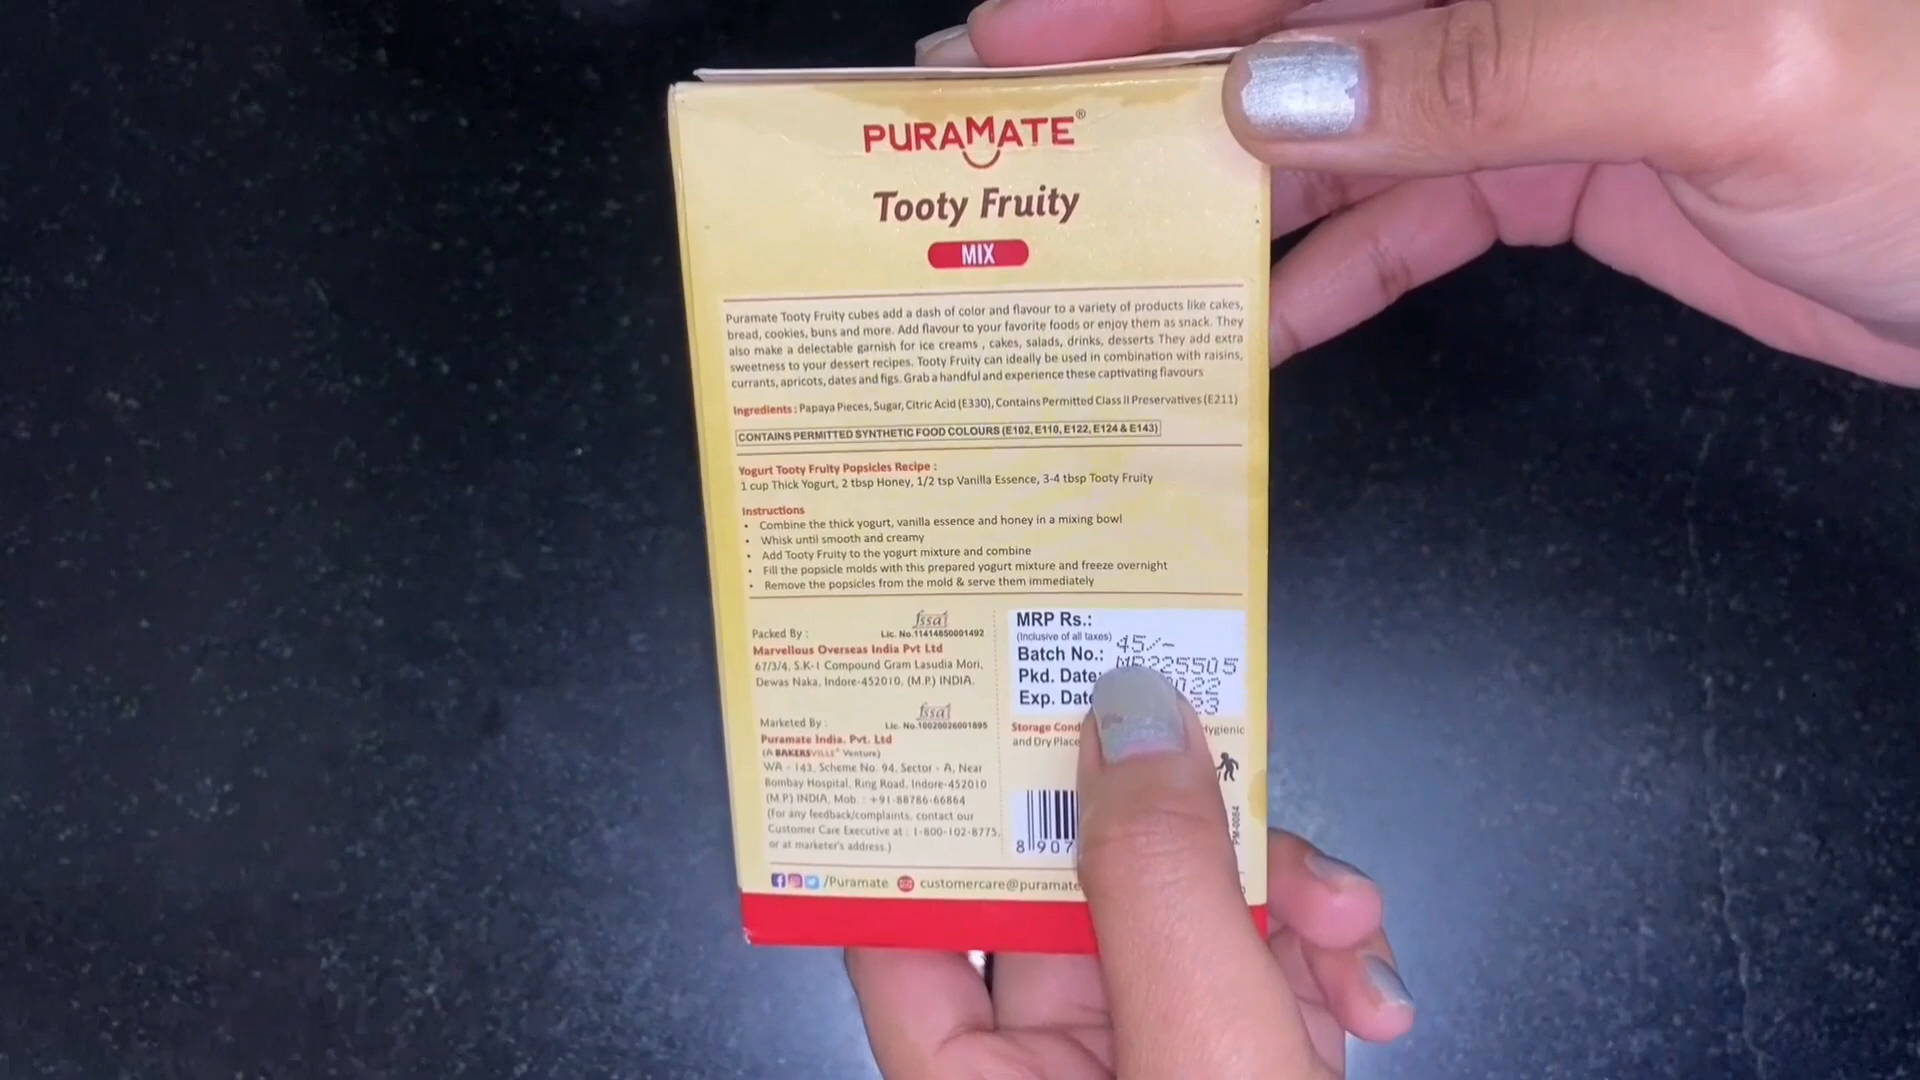 PURAMATE®
Tooty Fruity
MIX
Puramate Tooty Fruity cubes add a dash of color and flavour to a variety of products like cakes,
bread, cookies, buns and more. Add flavour to your favorite foods or enjoy them as snack. They
also make a delectable garnish for ice creams , cakes, salads, drinks, desserts They add extra
sweetness to your dessert recipes. Tooty Fruity can ideally be used in combination with raisins,
currants, apricots, dates and figs. Grab a handful and experience these captivating flavours
Ingredients : Papaya Pieces, Sugar, Citric Acid (E330), Contains Permitted Class II Preservatives (E211)
CONTAINS PERMITTED SYNTHETIC FOOD COLOURS (E102, E110, E122, E124 & E143)
Yogurt Tooty Fruity Popsicles Recipe :
1 cup Thick Yogurt, 2 tbsp Honey, 1/2 tsp Vanilla Essence, 3-4 tbsp Tooty Fruity
Instructions
• Combine the thick yogurt, vanilla essence and honey in a mixing bowl
• Whisk until smooth and creamy
• Add Tooty Fruity to the yogurt mixture and combine
• Fill the popsicle molds with this prepared yogurt mixture and freeze overnight
• Remove the popsicles from the mold & serve them immediately
fssai
Packed By : Lic. No.11414850001492
Marvellous Overseas India Pvt Ltd
67/3/4, S.K-1 Compound Gram Lasudia Mori,
Dewas Naka, Indore-452010, (M.P.) INDIA.
fssai
Marketed By : Lic. No.10020026001895
Puramate India. Pvt. Ltd
(A BAKERSVILLE® Venture)
WA - 143, Scheme No. 94, Sector - A, Near
Bombay Hospital, Ring Road, Indore-452010
(M.P.) INDIA, Mob. : +91-88786-66864
(For any feedback/complaints, contact our
Customer Care Executive at : 1-800-102-8775,
or at marketer's address.)
MRP Rs.:
(Inclusive of all taxes) 45/-
Batch No.: 225505
Pkd. Date: 22
Exp. Date 23
Storage Hygienic
and Dry Place
8 907
PM-0084
/Puramate customercare@puramate